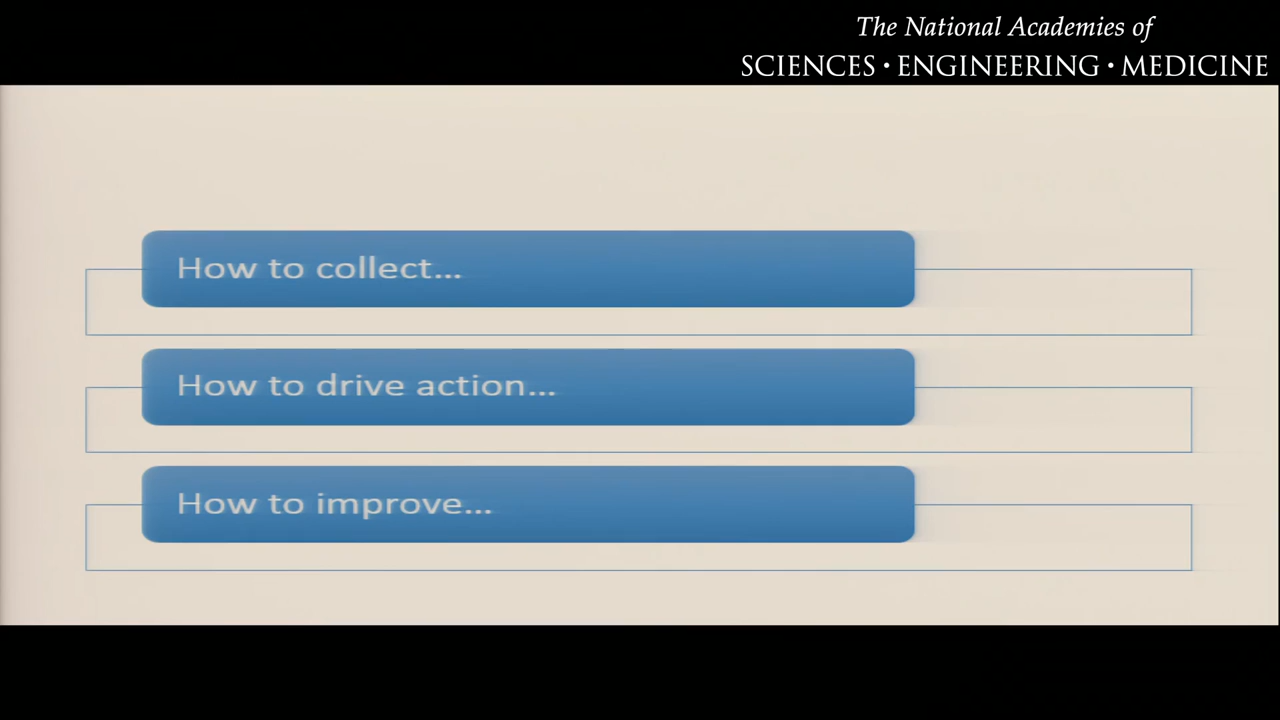 The National Academies of
SCIENCES • ENGINEERING • MEDICINE
How to collect...
How to drive action...
How to improve...